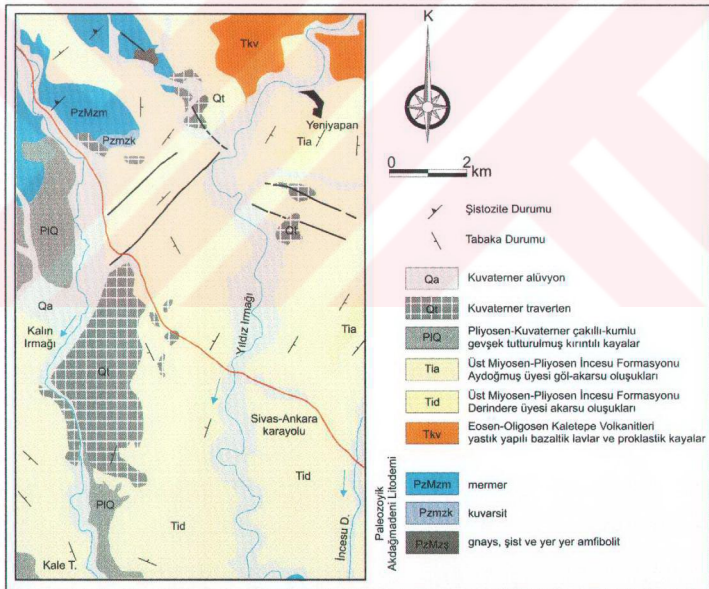 Tkv
Qt
PzMzm
Pzmzk
Yeniyapan
Tia
PlQ
Qt
Qa
Kalın
Irmağı
Yıldız Irmağı
Tia
Qt
Sivas-Ankara
karayolu
Tid
Tid
PlQ
Kale T.
İncesu D.
K
0 2
km
Şistozite Durumu
Tabaka Durumu
Qa Kuvaterner alüvyon
Qt Kuvaterner traverten
PlQ Pliyosen-Kuvaterner çakıllı-kumlu
gevşek tutturulmuş kırıntılı kayalar
Tia Üst Miyosen-Pliyosen İncesu Formasyonu
Aydoğmuş üyesi göl-akarsu oluşukları
Tid Üst Miyosen-Pliyosen İncesu Formasyonu
Derindere üyesi akarsu oluşukları
Tkv Eosen-Oligosen Kaletepe Volkanitleri
yastık yapılı bazaltik lavlar ve proklastik kayalar
Paleozoyik
Akdağmadeni Litodemi
PzMzm mermer
Pzmzk kuvarsit
PzMzş gnays, şist ve yer yer amfibolit